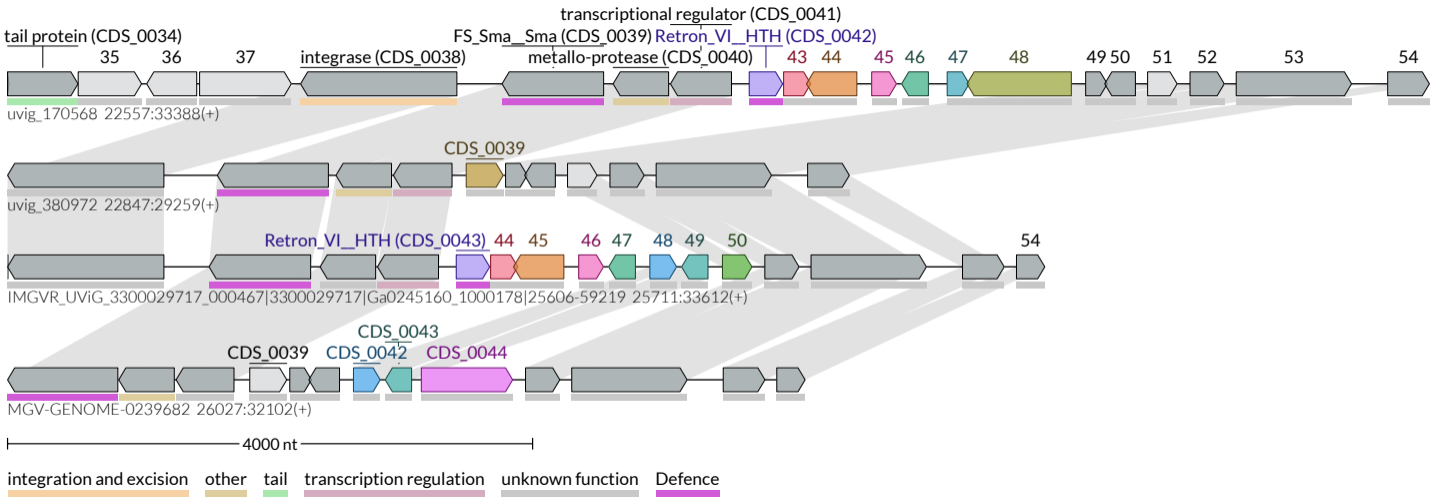 transcriptional regulator (CDS_0041)
tail protein (CDS_0034) FS_Sma__Sma (CDS_0039) Retron_VI__HTH (CDS_0042)
35 36 37 integrase (CDS_0038) metallo-protease (CDS_0040) 43 44 45 46 47 48 49 50 51 52 53 54
uvig_170568 22557:33388(+)
CDS_0039
uvig_380972 22847:29259(+)
Retron_VI__HTH (CDS_0043) 44 45 46 47 48 49 50 54
IMGVR_UViG_3300029717_000467|3300029717|Ga0245160_1000178|25606-59219 25711:33612(+)
CDS_0043
CDS_0039 CDS_0042 CDS_0044
MGV-GENOME-0239682 26027:32102(+)
4000 nt
integration and excision other tail transcription regulation unknown function Defence